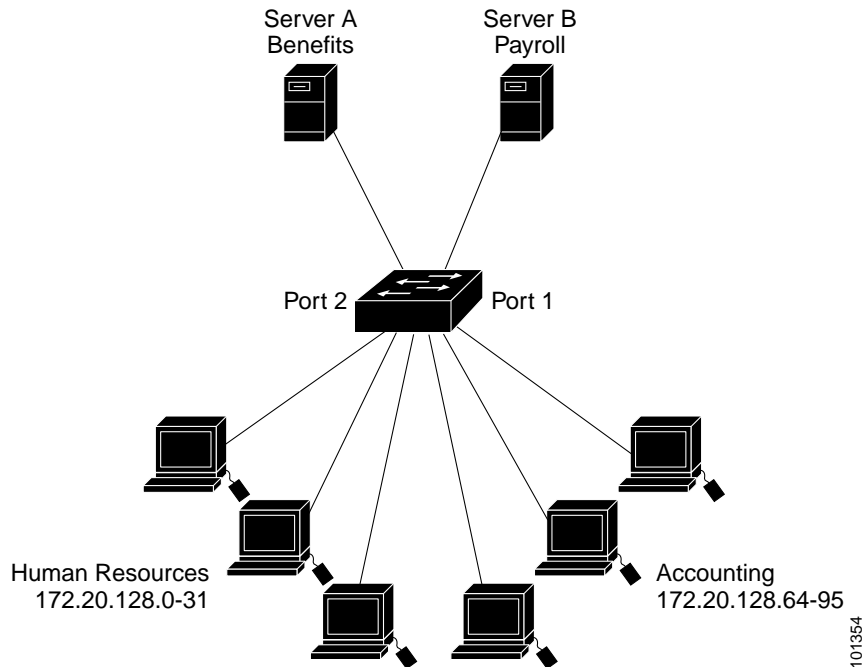 Server A
Benefits
Server B
Payroll
Port 2
Port 1
Human Resources
172.20.128.0-31
Accounting
172.20.128.64-95
101354